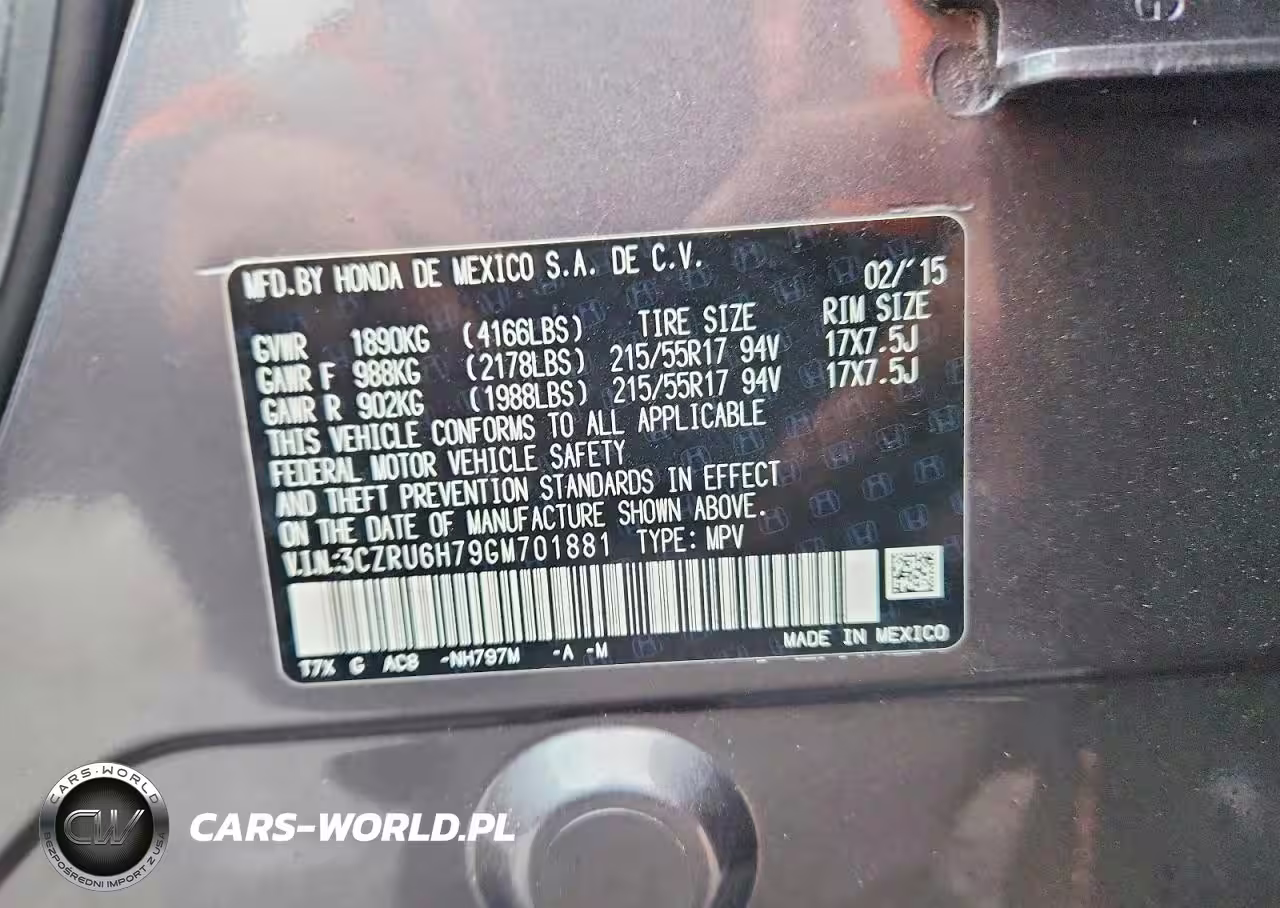 MFD.BY HONDA DE MEXICO S.A. DE C.V. 02/'15
GVWR 1890KG (4166LBS) TIRE SIZE RIM SIZE
GAWR F 988KG (2178LBS) 215/55R17 94V 17X7.5J
GAWR R 902KG (1988LBS) 215/55R17 94V 17X7.5J
THIS VEHICLE CONFORMS TO ALL APPLICABLE
FEDERAL MOTOR VEHICLE SAFETY
AND THEFT PREVENTION STANDARDS IN EFFECT
ON THE DATE OF MANUFACTURE SHOWN ABOVE.
V.I.N.:3CZRU6H79GM701881 TYPE: MPV
MADE IN MEXICO
T7X G AC8 -NH797M -A -M
CARS-WORLD
CW
BEZPOŚREDNI IMPORT Z USA
CARS-WORLD.PL